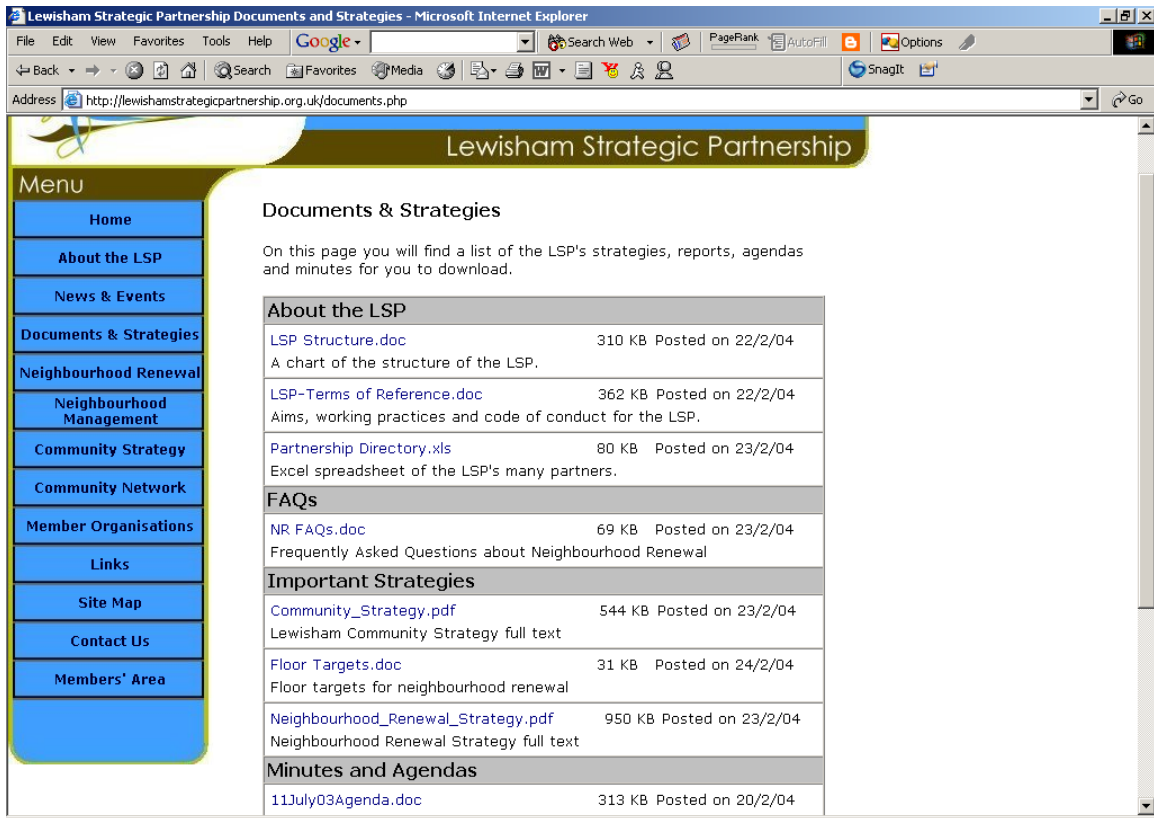 Lewisham Strategic Partnership Documents and Strategies - Microsoft Internet Explorer
File Edit View Favorites Tools Help Google Search Web PageRank AutoFill Options
Back Search Favorites Media SnagIt
Address http://lewishamstrategicpartnership.org.uk/documents.php Go
Lewisham Strategic Partnership
Menu
Home
About the LSP
News & Events
Documents & Strategies
Neighbourhood Renewal
Neighbourhood
Management
Community Strategy
Community Network
Member Organisations
Links
Site Map
Contact Us
Members' Area
Documents & Strategies
On this page you will find a list of the LSP's strategies, reports, agendas
and minutes for you to download.
About the LSP
LSP Structure.doc 310 KB Posted on 22/2/04
A chart of the structure of the LSP.
LSP-Terms of Reference.doc 362 KB Posted on 22/2/04
Aims, working practices and code of conduct for the LSP.
Partnership Directory.xls 80 KB Posted on 23/2/04
Excel spreadsheet of the LSP's many partners.
FAQs
NR FAQs.doc 69 KB Posted on 23/2/04
Frequently Asked Questions about Neighbourhood Renewal
Important Strategies
Community_Strategy.pdf 544 KB Posted on 23/2/04
Lewisham Community Strategy full text
Floor Targets.doc 31 KB Posted on 24/2/04
Floor targets for neighbourhood renewal
Neighbourhood_Renewal_Strategy.pdf 950 KB Posted on 23/2/04
Neighbourhood Renewal Strategy full text
Minutes and Agendas
11July03Agenda.doc 313 KB Posted on 20/2/04